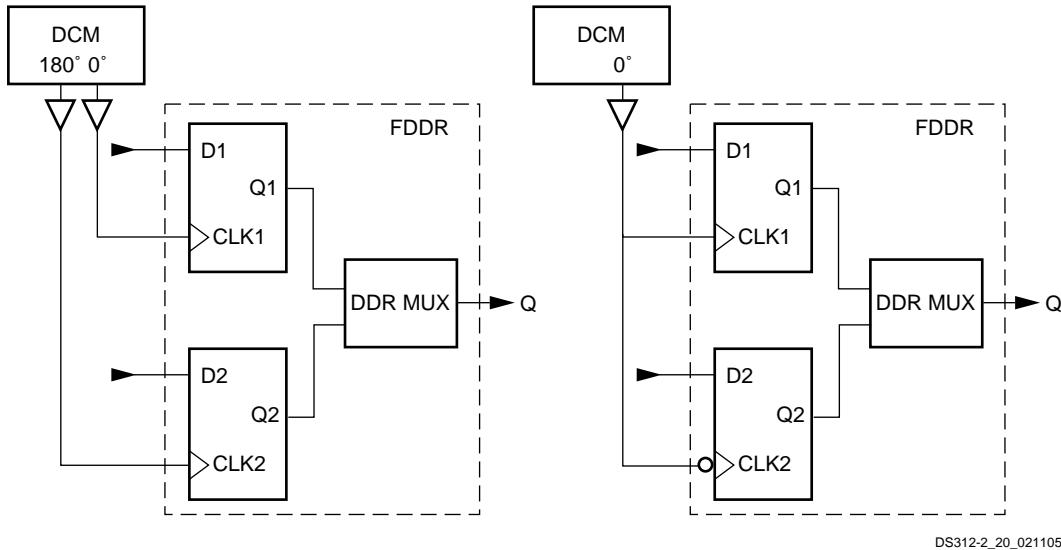 DCM
180° 0°
FDDR
D1
Q1
CLK1
DDR MUX
Q
D2
Q2
CLK2
DCM
0°
FDDR
D1
Q1
CLK1
DDR MUX
Q
D2
Q2
CLK2
DS312-2_20_021105